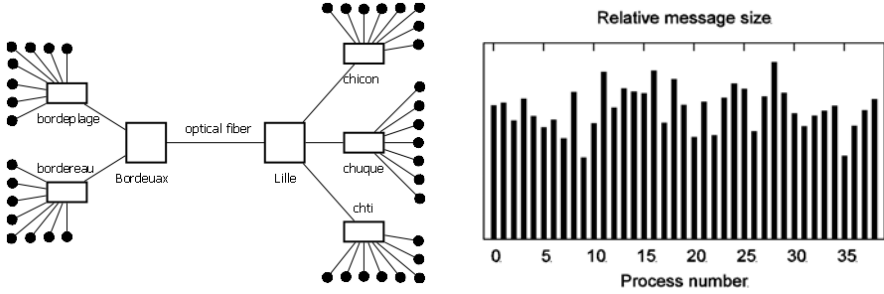 chicon
bordeplage
optical fiber
bordereau
Bordeuax
Lille
chuque
chti
Relative message size
0 5 10 15 20 25 30 35
Process number